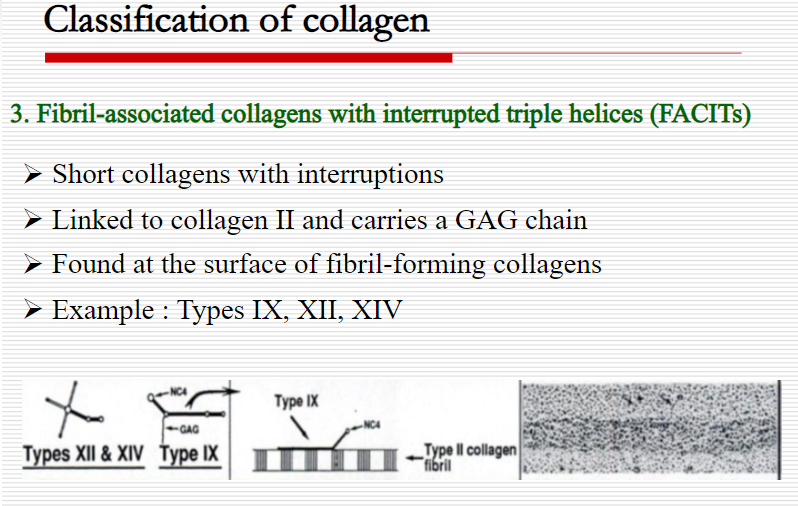 Classification of collagen
3. Fibril-associated collagens with interrupted triple helices (FACITs)
Short collagens with interruptions
Linked to collagen II and carries a GAG chain
Found at the surface of fibril-forming collagens
Example : Types IX, XII, XIV
NC4
GAG
Types XII & XIV
Type IX
Type IX
NC4
Type II collagen
fibril